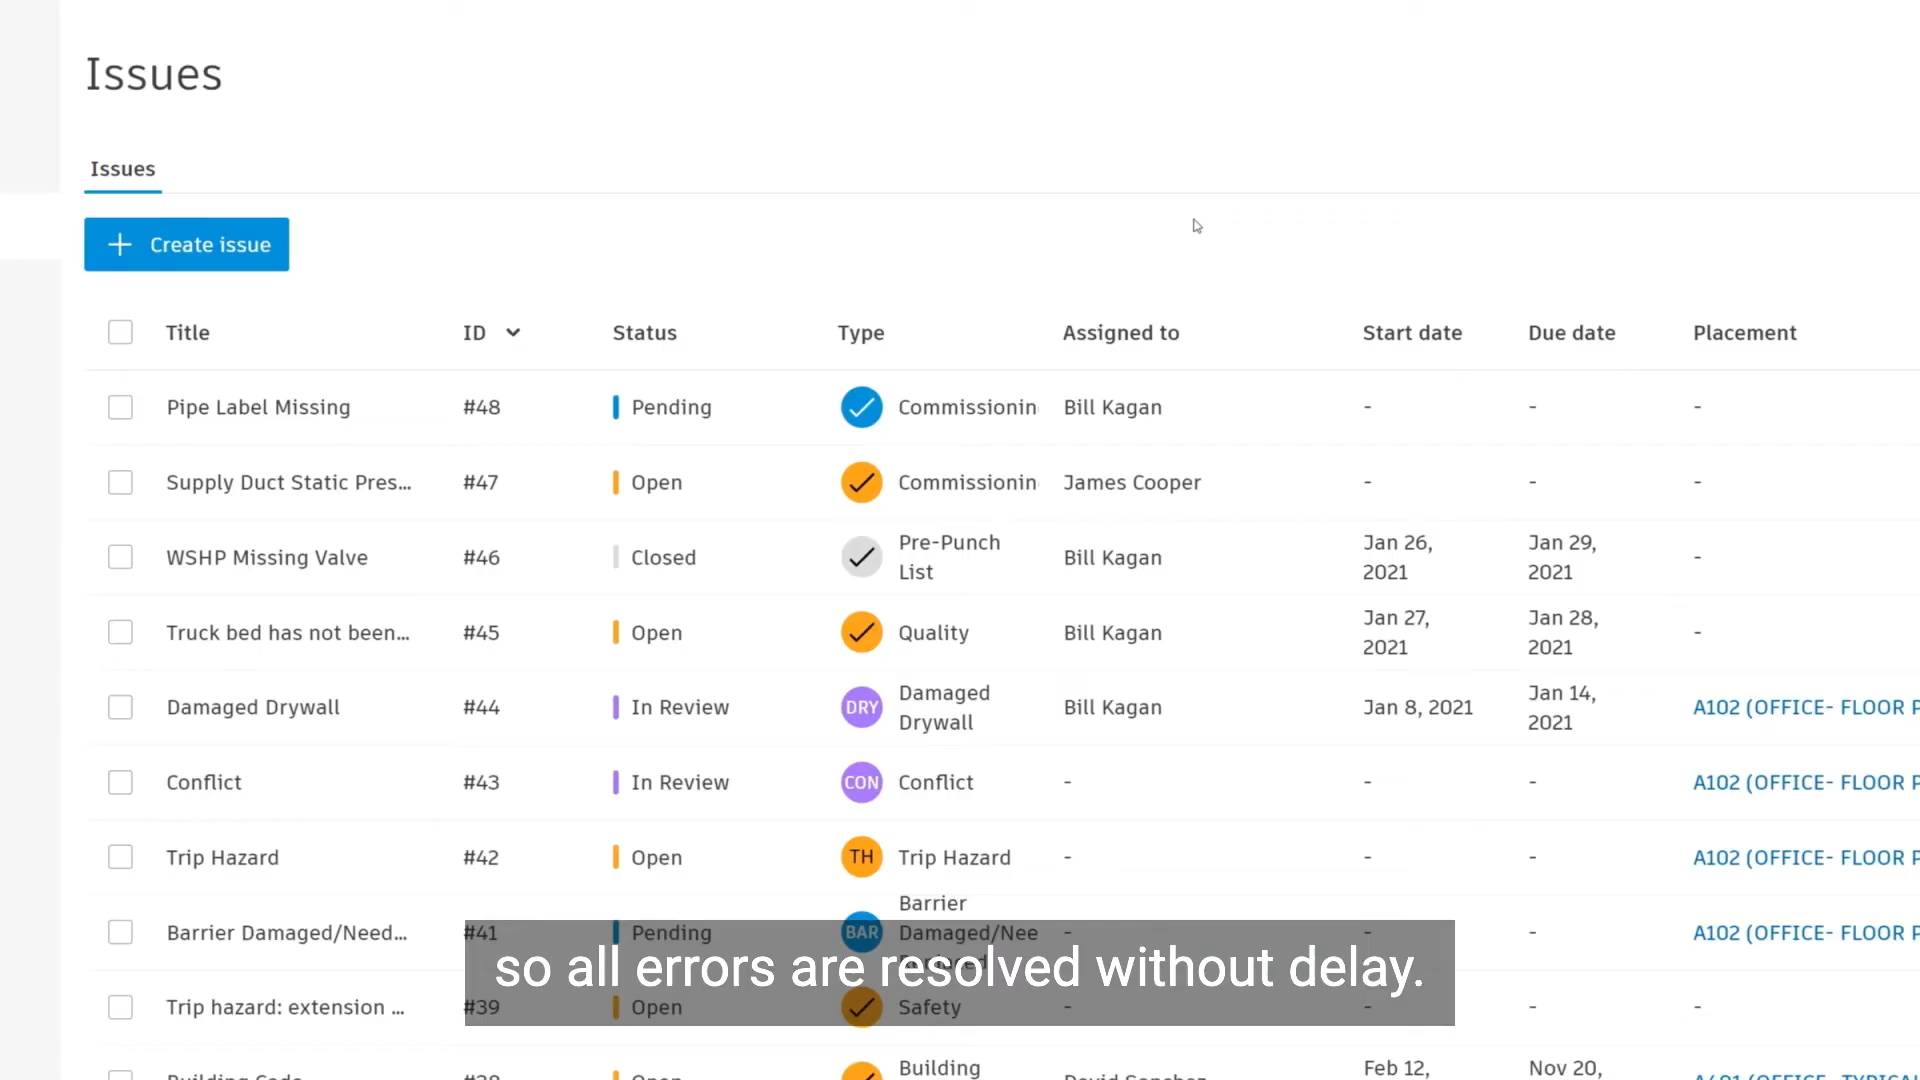 Issues
Issues
Create issue
Title ID Status Type Assigned to Start date Due date Placement
Pipe Label Missing #48 Pending Commissionin Bill Kagan - - -
Supply Duct Static Pres... #47 Open Commissionin James Cooper - - -
WSHP Missing Valve #46 Closed Pre-Punch List Bill Kagan Jan 26, 2021 Jan 29, 2021 -
Truck bed has not been... #45 Open Quality Bill Kagan Jan 27, 2021 Jan 28, 2021 -
Damaged Drywall #44 In Review DRY Damaged Drywall Bill Kagan Jan 8, 2021 Jan 14, 2021 A102 (OFFICE- FLOOR P
Conflict #43 In Review CON Conflict - - - A102 (OFFICE- FLOOR P
Trip Hazard #42 Open TH Trip Hazard - - - A102 (OFFICE- FLOOR P
Barrier Damaged/Need... #41 Pending BAR Barrier Damaged/Nee - - - A102 (OFFICE- FLOOR P
so all errors are resolved without delay.
Trip hazard: extension ... #39 Open Safety - - - -
Building Feb 12, Nov 20,